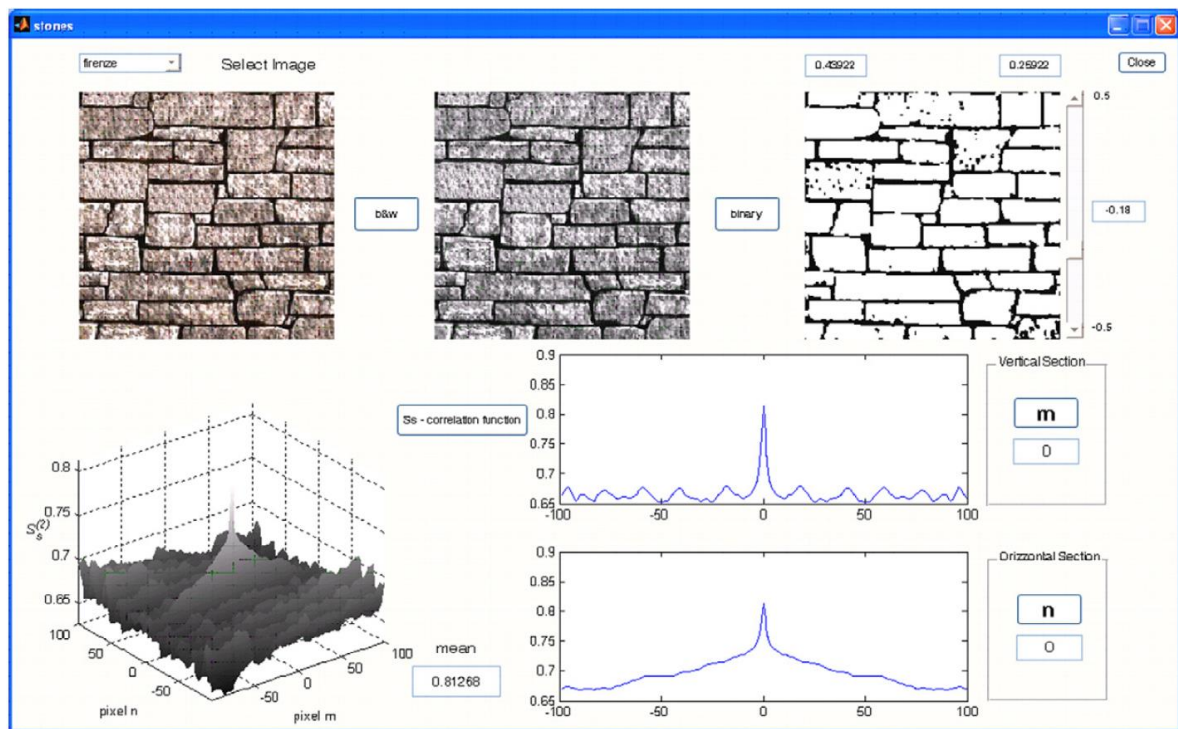 stones
firenze
Select Image
0.43922
0.25922
Close
b&w
binary
0.5
-0.18
-0.5
Ss - correlation function
0.9
0.85
0.8
0.75
0.7
0.65
-100
-50
0
50
100
Vertical Section
m
0
0.8
0.75
0.7
0.65
S(2)s
100
50
0
-50
pixel n
-50
0
50
100
pixel m
mean
0.81268
0.9
0.85
0.8
0.75
0.7
0.65
-100
-50
0
50
100
Orizzontal Section
n
0